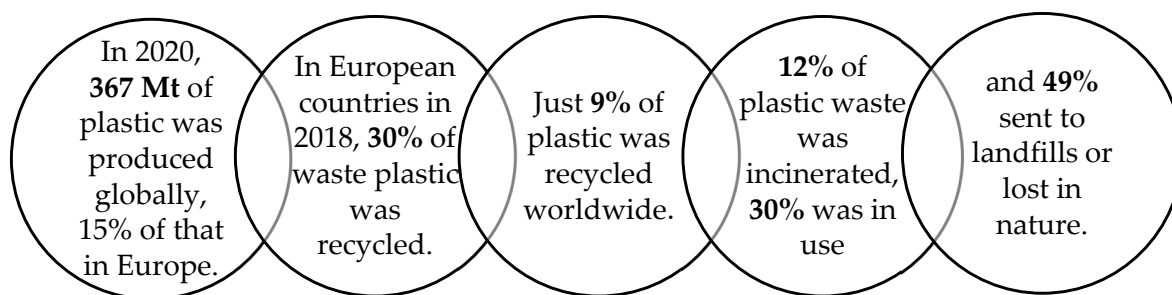 In 2020,
367 Mt of
plastic was
produced
globally,
15% of that
in Europe.
In European
countries in
2018, 30% of
waste plastic
was
recycled.
Just 9% of
plastic was
recycled
worldwide.
12% of
plastic waste
was
incinerated,
30% was in
use
and 49%
sent to
landfills or
lost in
nature.